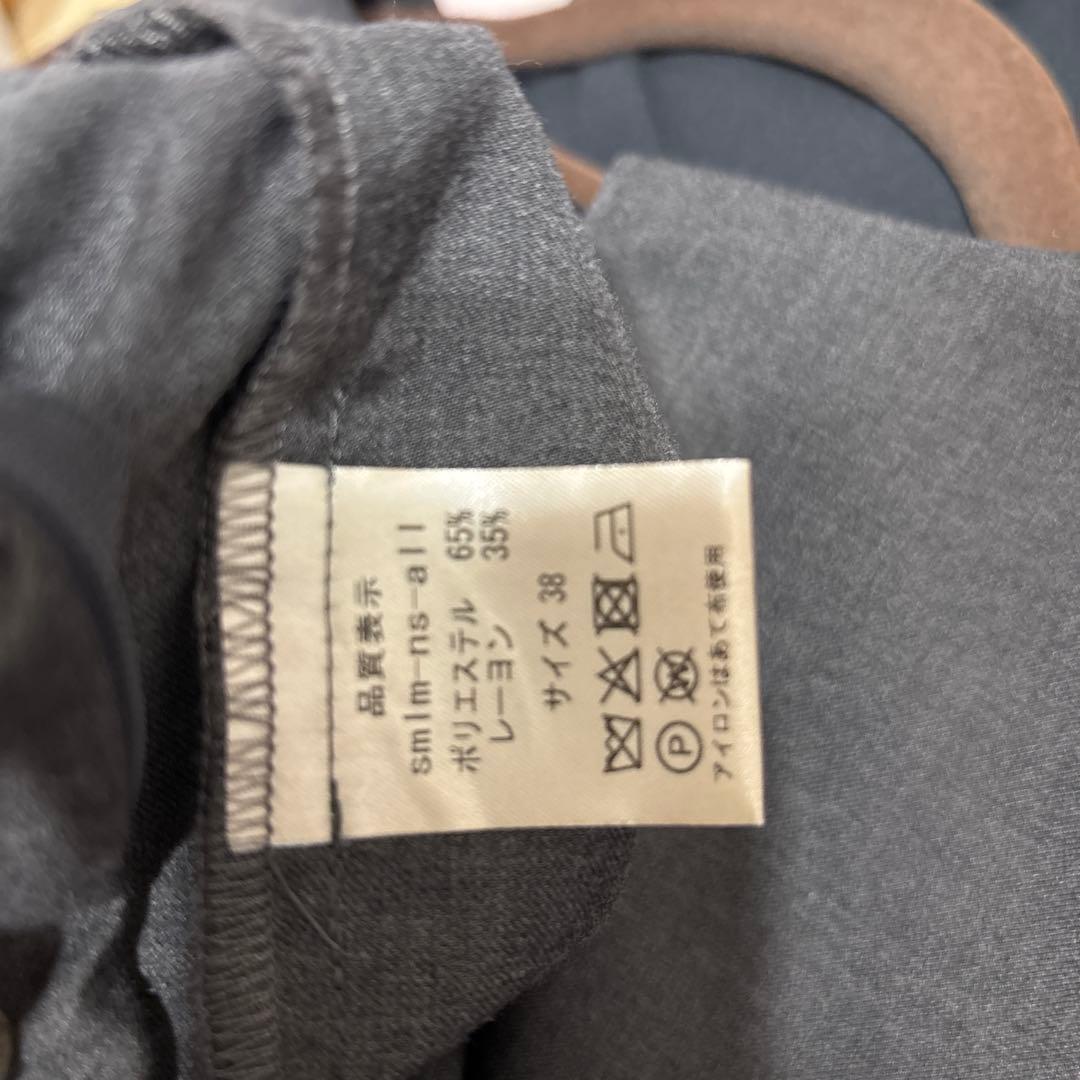 品質表示
smlm-ns-all
ポリエステル 65%
レーヨン 35%
サイズ 38
P W
アイロンはあて布使用